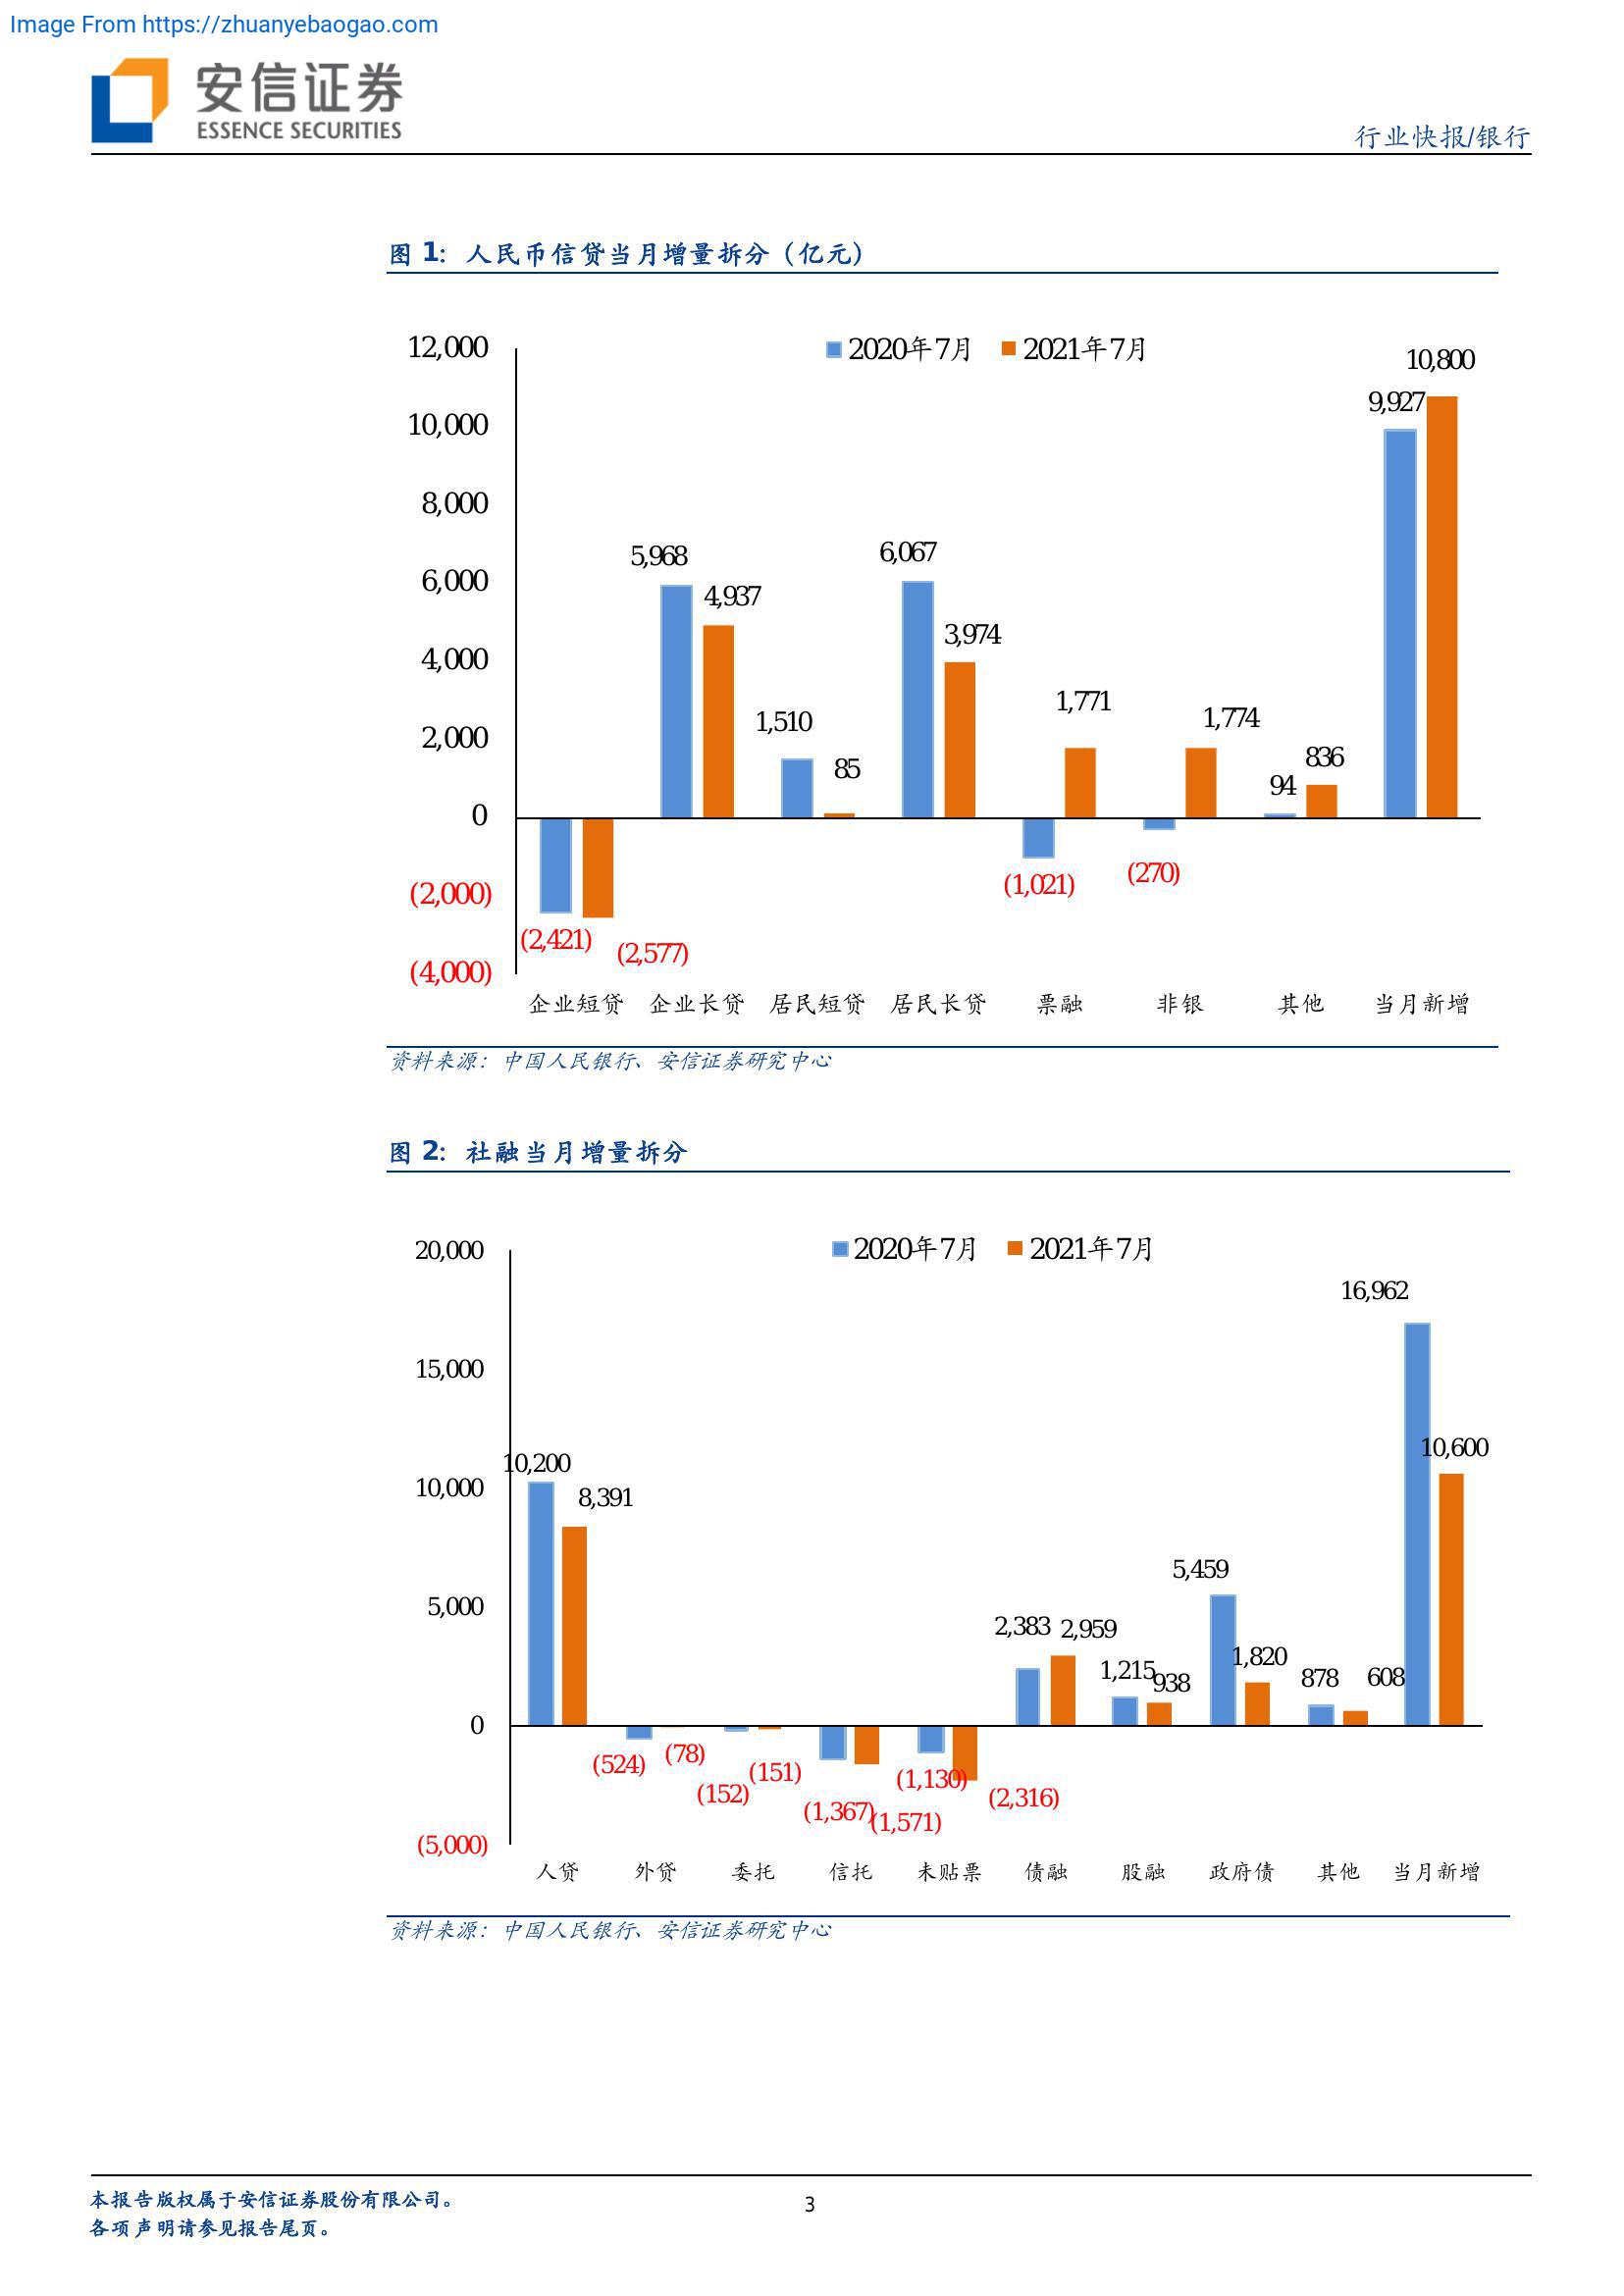 Image From https://zhuanyebaogao.com
安信证券
ESSENCE SECURITIES
行业快报/银行
图 1：人民币信贷当月增量拆分（亿元）
2020年7月 2021年7月
12,000
10,000
8,000
6,000
4,000
2,000
0
(2,000)
(4,000)
(2,421) (2,577)
5,968 4,937
1,510 85
6,067 3,974
(1,021) 1,771
(270) 1,774
94 836
9,927 10,800
企业短贷 企业长贷 居民短贷 居民长贷 票融 非银 其他 当月新增
资料来源：中国人民银行、安信证券研究中心
图 2：社融当月增量拆分
2020年7月 2021年7月
20,000
15,000
10,000
5,000
0
(5,000)
10,200 8,391
(524) (78)
(152) (151)
(1,367) (1,571)
(1,130) (2,316)
2,383 2,959
1,215 938
5,459 1,820
878 608
16,962 10,600
人贷 外贷 委托 信托 未贴票 债融 股融 政府债 其他 当月新增
资料来源：中国人民银行、安信证券研究中心
本报告版权属于安信证券股份有限公司。
各项声明请参见报告尾页。
3